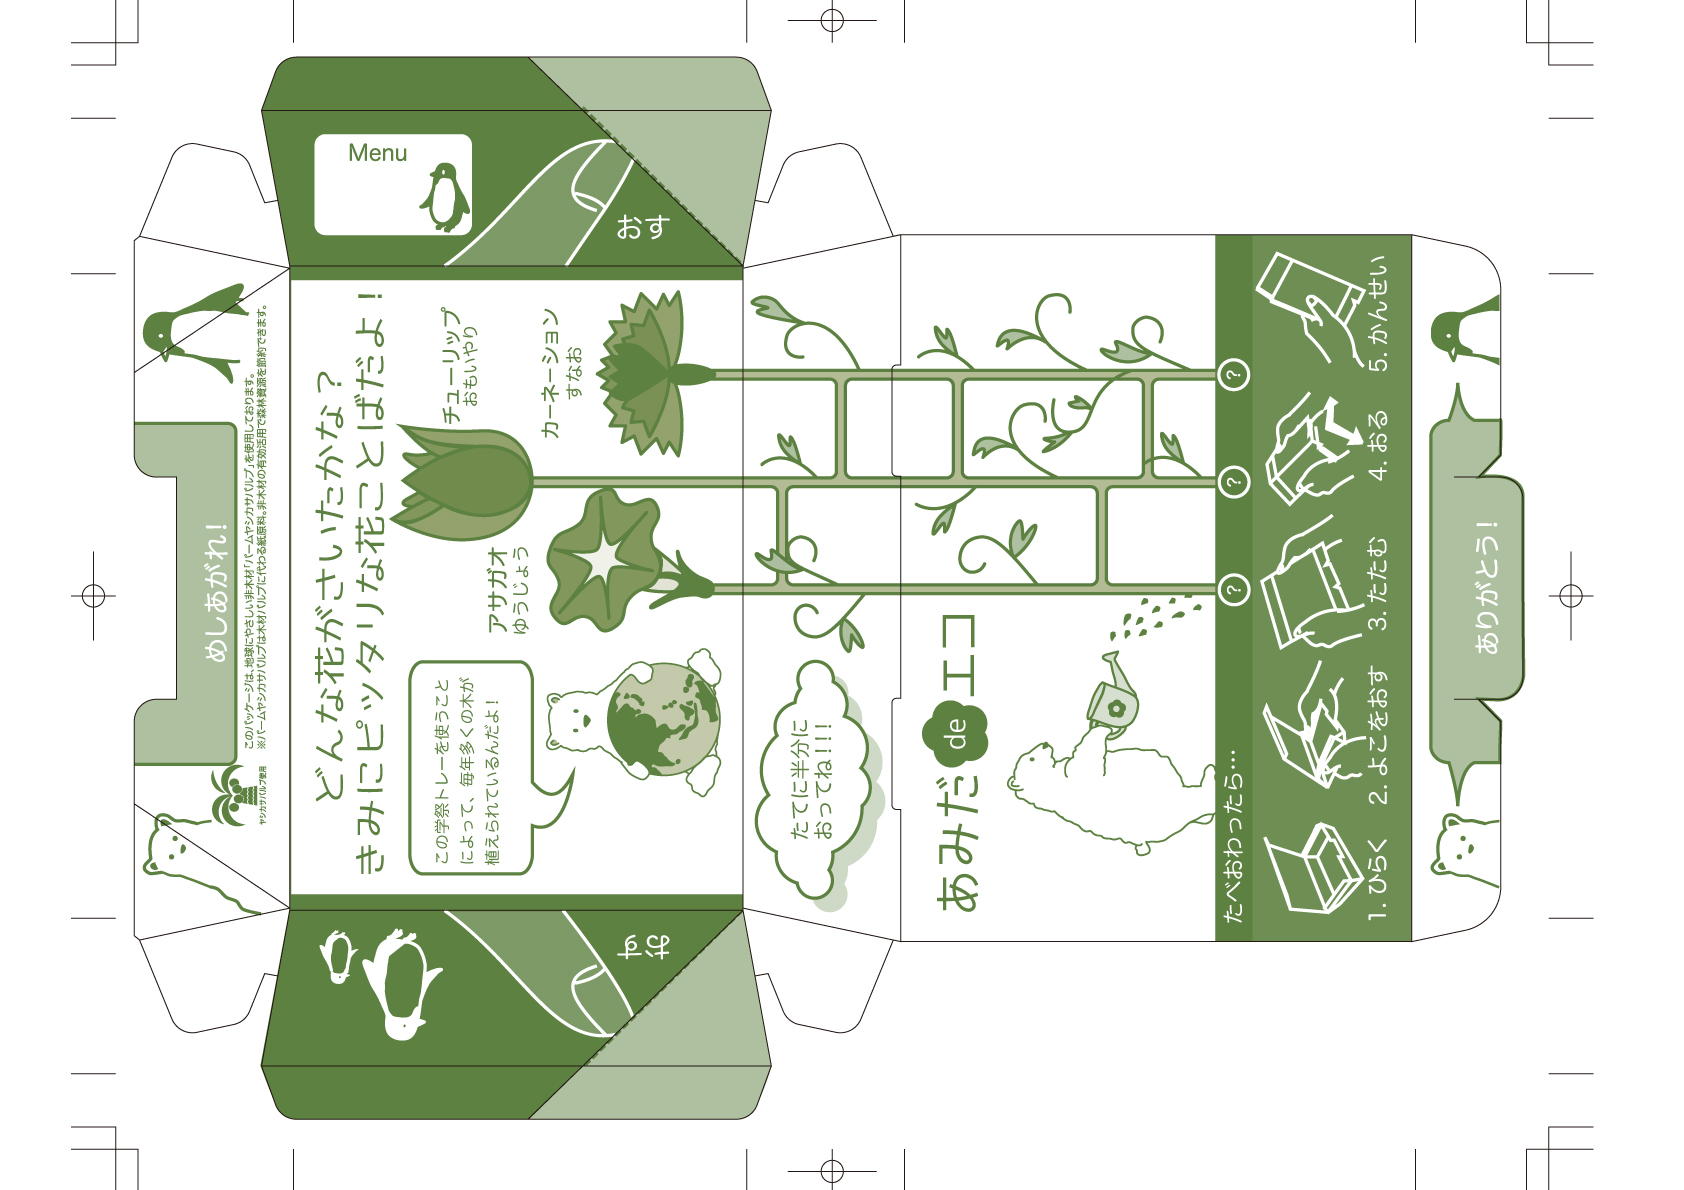 Menu
おす
めしあがれ！
このパッケージは、地球にやさしい非木材「パームヤシカサパルプ」を使用しております。
※パームヤシカサパルプは木材パルプに代わる紙原料。非木材の有効活用で森林資源を節約できます。
ヤシカサパルプ使用
どんな花がさいたかな？
きみにピッタリな花ことばだよ！
チューリップ
おもいやり
カーネーション
すなお
アサガオ
ゆうじょう
この学祭トレーを使うこと
によって、毎年多くの木が
植えられているんだよ！
おす
たてに半分に
おってね！！！
あみだ de エコ
?
?
?
たべおわったら…
1. ひらく
2. よこをおす
3. たたむ
4. おる
5. かんせい
ありがとう！